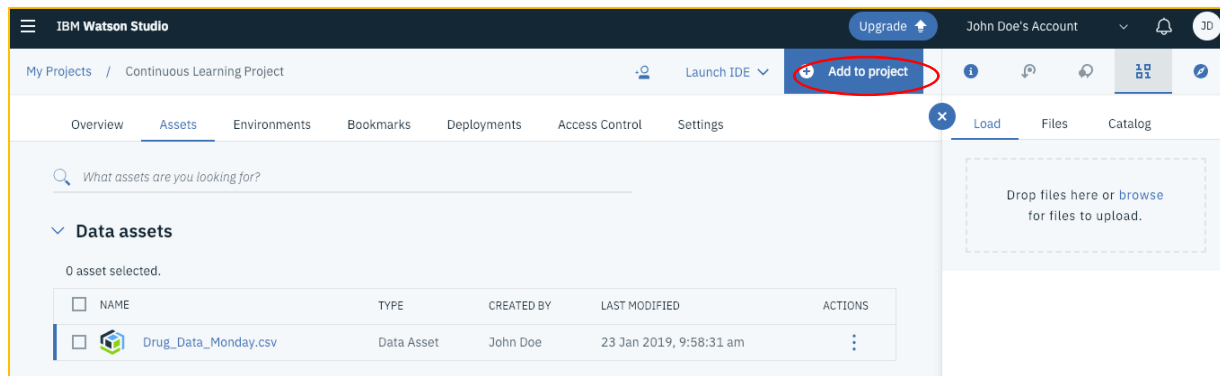 IBM Watson Studio Upgrade John Doe's Account JD
My Projects / Continuous Learning Project Launch IDE Add to project
Overview Assets Environments Bookmarks Deployments Access Control Settings Load Files Catalog
What assets are you looking for?
Drop files here or browse
for files to upload.
Data assets
0 asset selected.
NAME TYPE CREATED BY LAST MODIFIED ACTIONS
Drug_Data_Monday.csv Data Asset John Doe 23 Jan 2019, 9:58:31 am